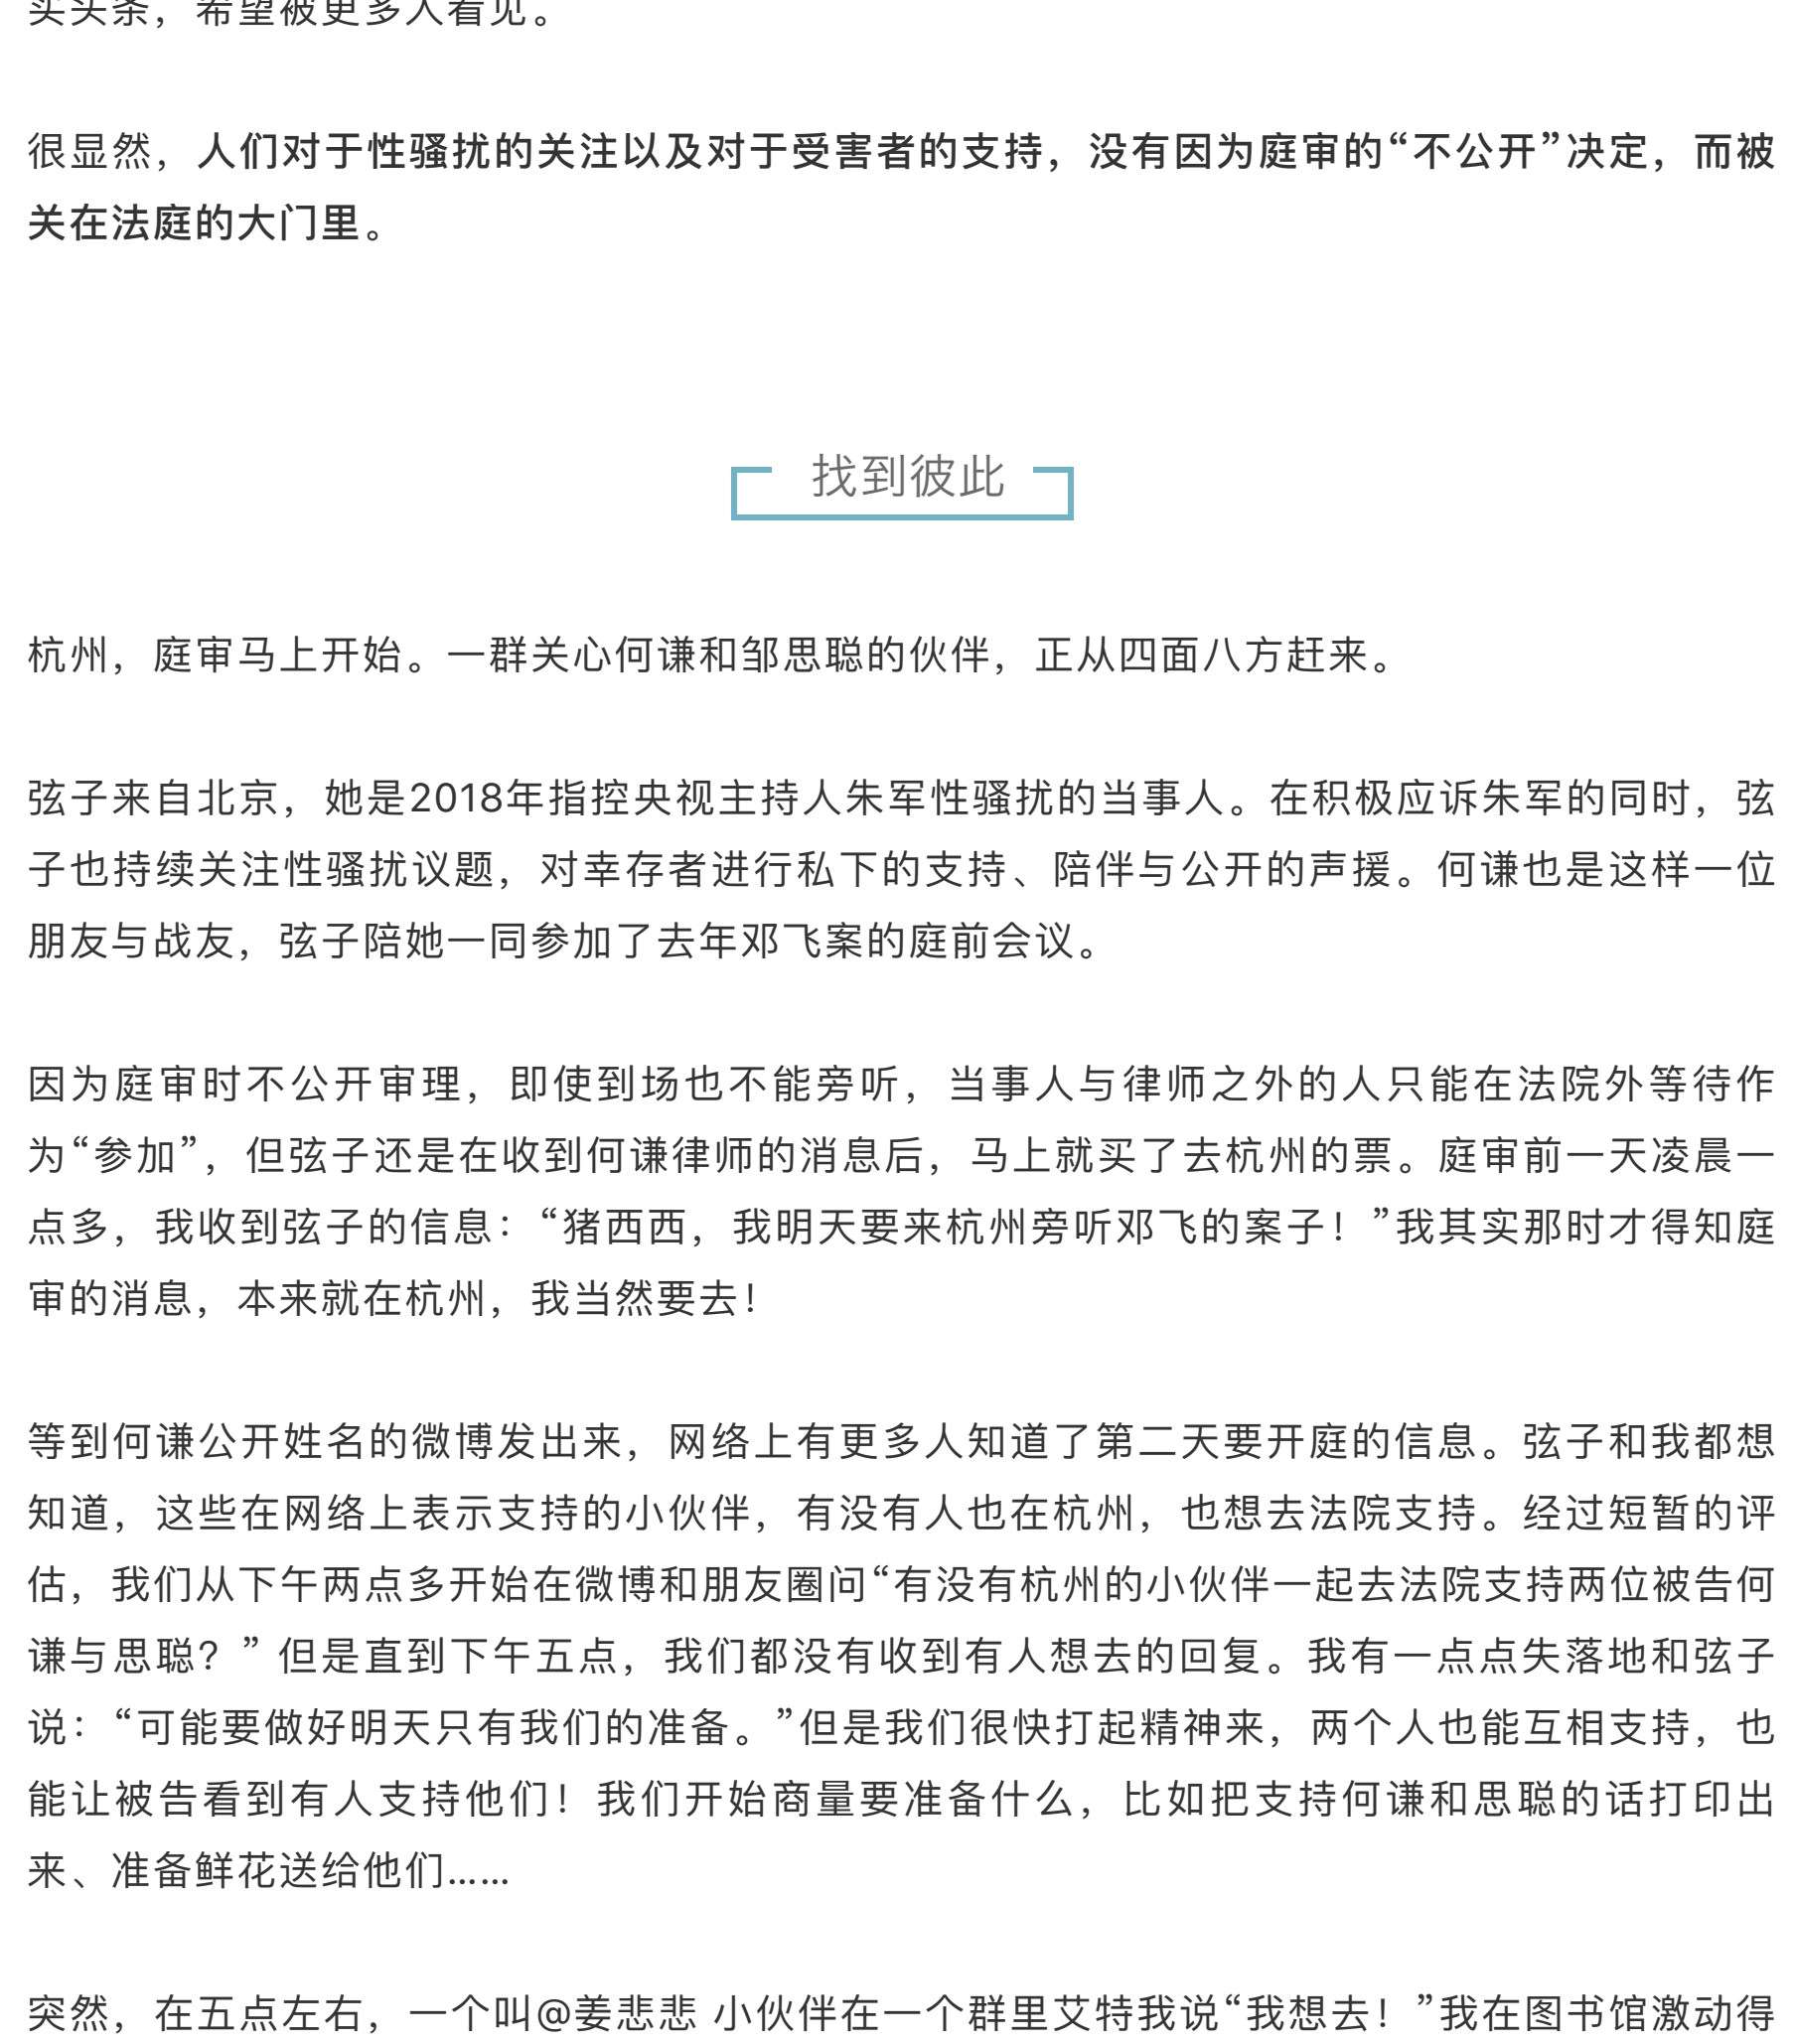 买头条，希望被更多人看见。
很显然，人们对于性骚扰的关注以及对于受害者的支持，没有因为庭审的“不公开”决定，而被
关在法庭的大门里。
找到彼此
杭州，庭审马上开始。一群关心何谦和邹思聪的伙伴，正从四面八方赶来。
弦子来自北京，她是2018年指控央视主持人朱军性骚扰的当事人。在积极应诉朱军的同时，弦
子也持续关注性骚扰议题，对幸存者进行私下的支持、陪伴与公开的声援。何谦也是这样一位
朋友与战友，弦子陪她一同参加了去年邓飞案的庭前会议。
因为庭审时不公开审理，即使到场也不能旁听，当事人与律师之外的人只能在法院外等待作
为“参加”，但弦子还是在收到何谦律师的消息后，马上就买了去杭州的票。庭审前一天凌晨一
点多，我收到弦子的信息：“猪西西，我明天要来杭州旁听邓飞的案子！”我其实那时才得知庭
审的消息，本来就在杭州，我当然要去！
等到何谦公开姓名的微博发出来，网络上有更多人知道了第二天要开庭的信息。弦子和我都想
知道，这些在网络上表示支持的小伙伴，有没有人也在杭州，也想去法院支持。经过短暂的评
估，我们从下午两点多开始在微博和朋友圈问“有没有杭州的小伙伴一起去法院支持两位被告何
谦与思聪？” 但是直到下午五点，我们都没有收到有人想去的回复。我有一点点失落地和弦子
说：“可能要做好明天只有我们的准备。”但是我们很快打起精神来，两个人也能互相支持，也
能让被告看到有人支持他们！我们开始商量要准备什么，比如把支持何谦和思聪的话打印出
来、准备鲜花送给他们……
突然，在五点左右，一个叫@姜悲悲 小伙伴在一个群里艾特我说“我想去！”我在图书馆激动得